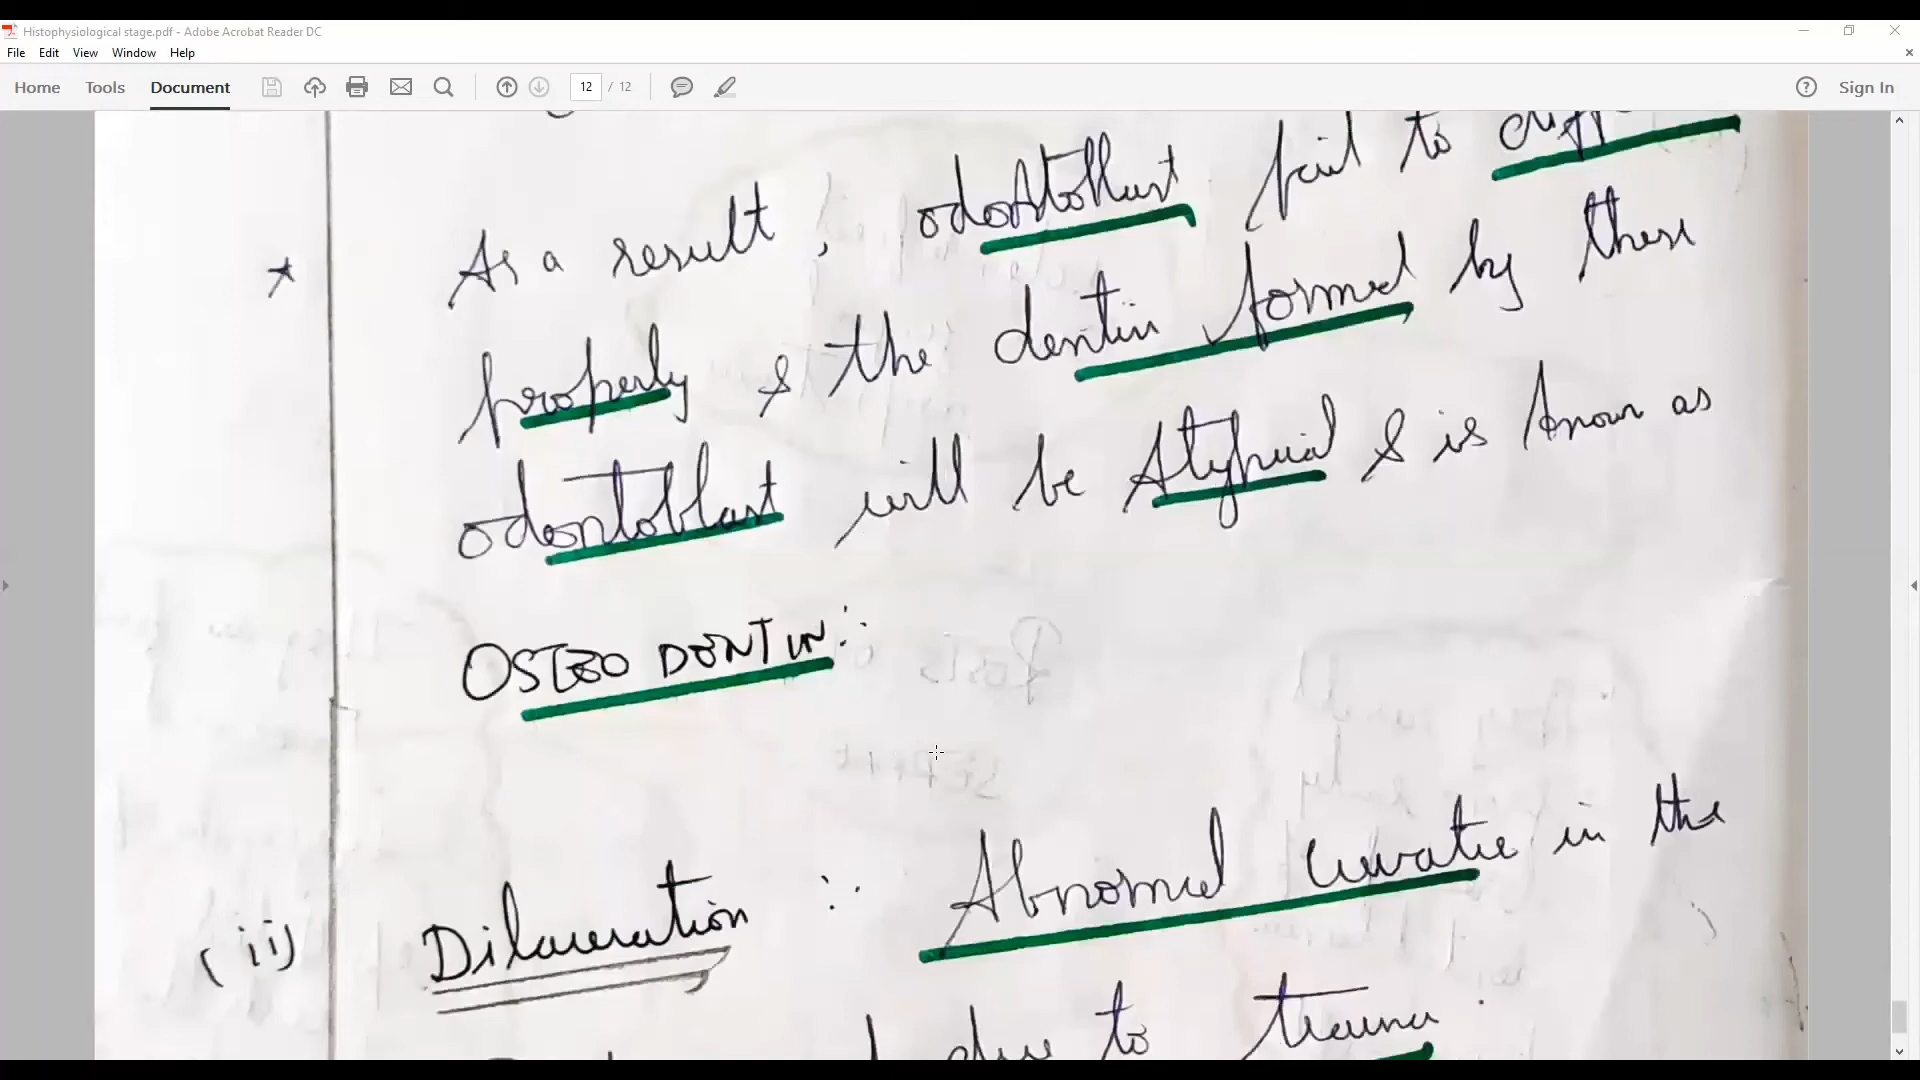 Histophysiological stage.pdf - Adobe Acrobat Reader DC
File Edit View Window Help
Home Tools Document 12 / 12 Sign In
As a result, odontoblast fail to diff
★ properly & the dentin formed by these
odontoblast will be Atypical & is known as
OSTEO DENTIN :
(ii) Dilaceration : Abnormal Curvature in the
due to trauma